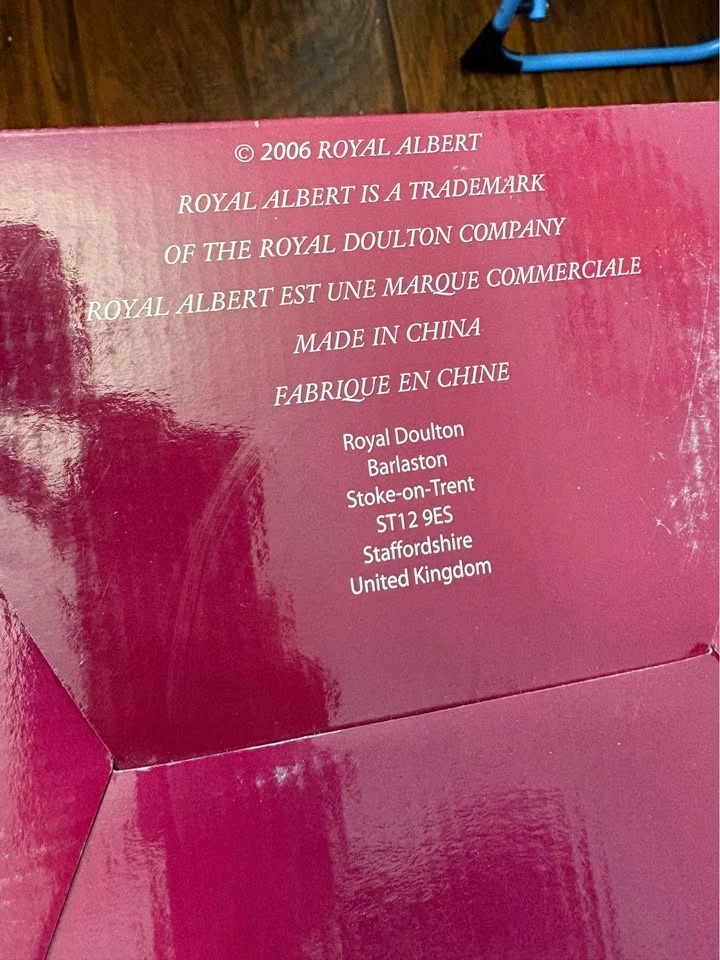 © 2006 ROYAL ALBERT
ROYAL ALBERT IS A TRADEMARK
OF THE ROYAL DOULTON COMPANY
ROYAL ALBERT EST UNE MARQUE COMMERCIALE
MADE IN CHINA
FABRIQUE EN CHINE
Royal Doulton
Barlaston
Stoke-on-Trent
ST12 9ES
Staffordshire
United Kingdom